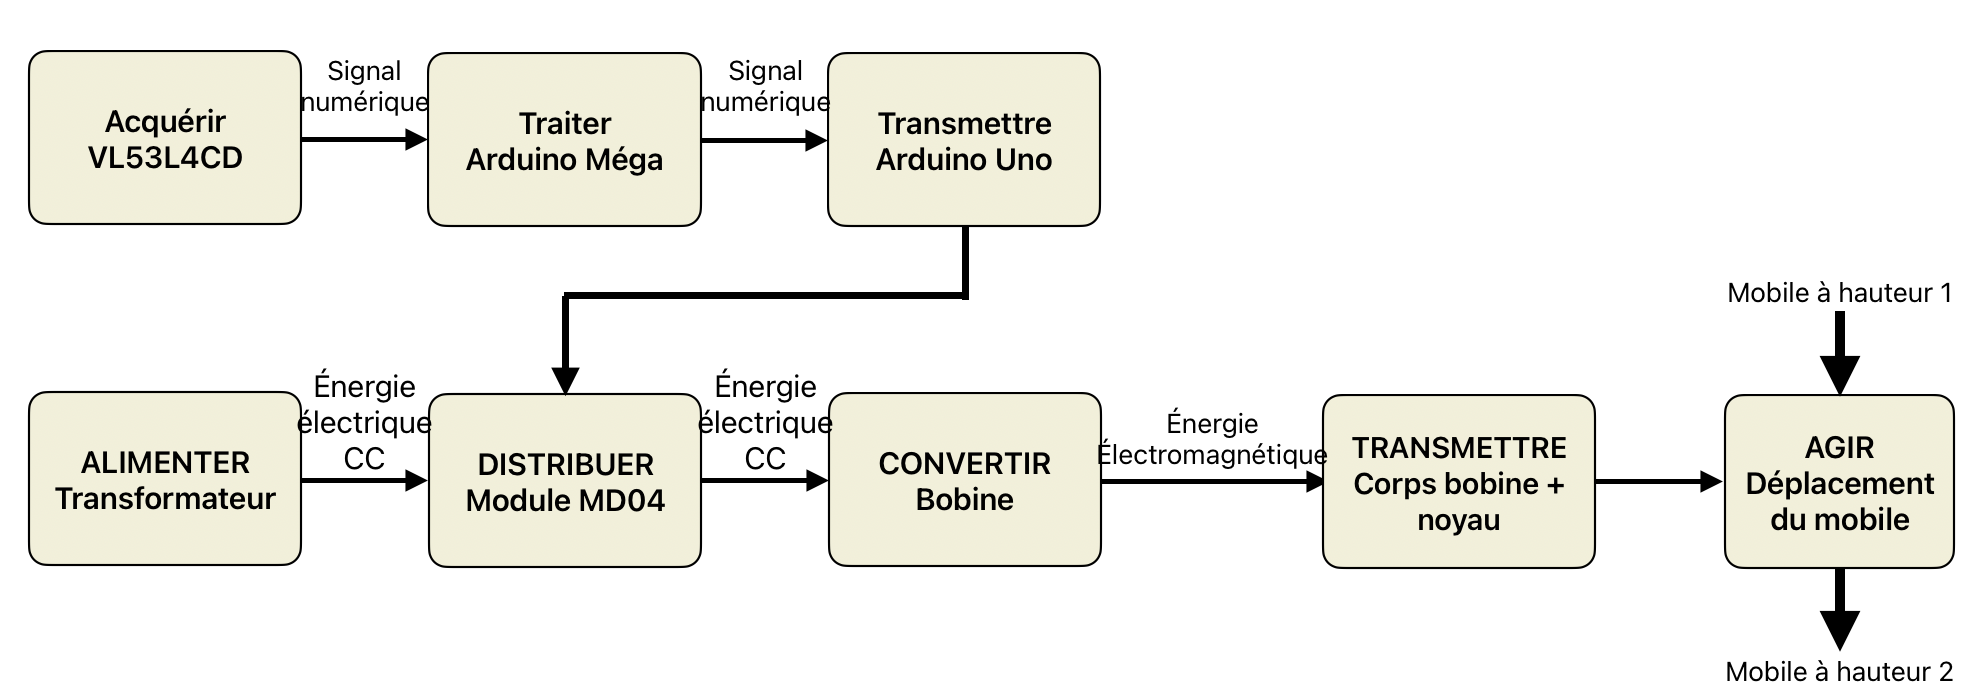 Signal
numérique
Signal
numérique
Acquérir
VL53L4CD
Traiter
Arduino Méga
Transmettre
Arduino Uno
Mobile à hauteur 1
Énergie
électrique
CC
Énergie
électrique
CC
Énergie
Électromagnétique
ALIMENTER
Transformateur
DISTRIBUER
Module MD04
CONVERTIR
Bobine
TRANSMETTRE
Corps bobine +
noyau
AGIR
Déplacement
du mobile
Mobile à hauteur 2